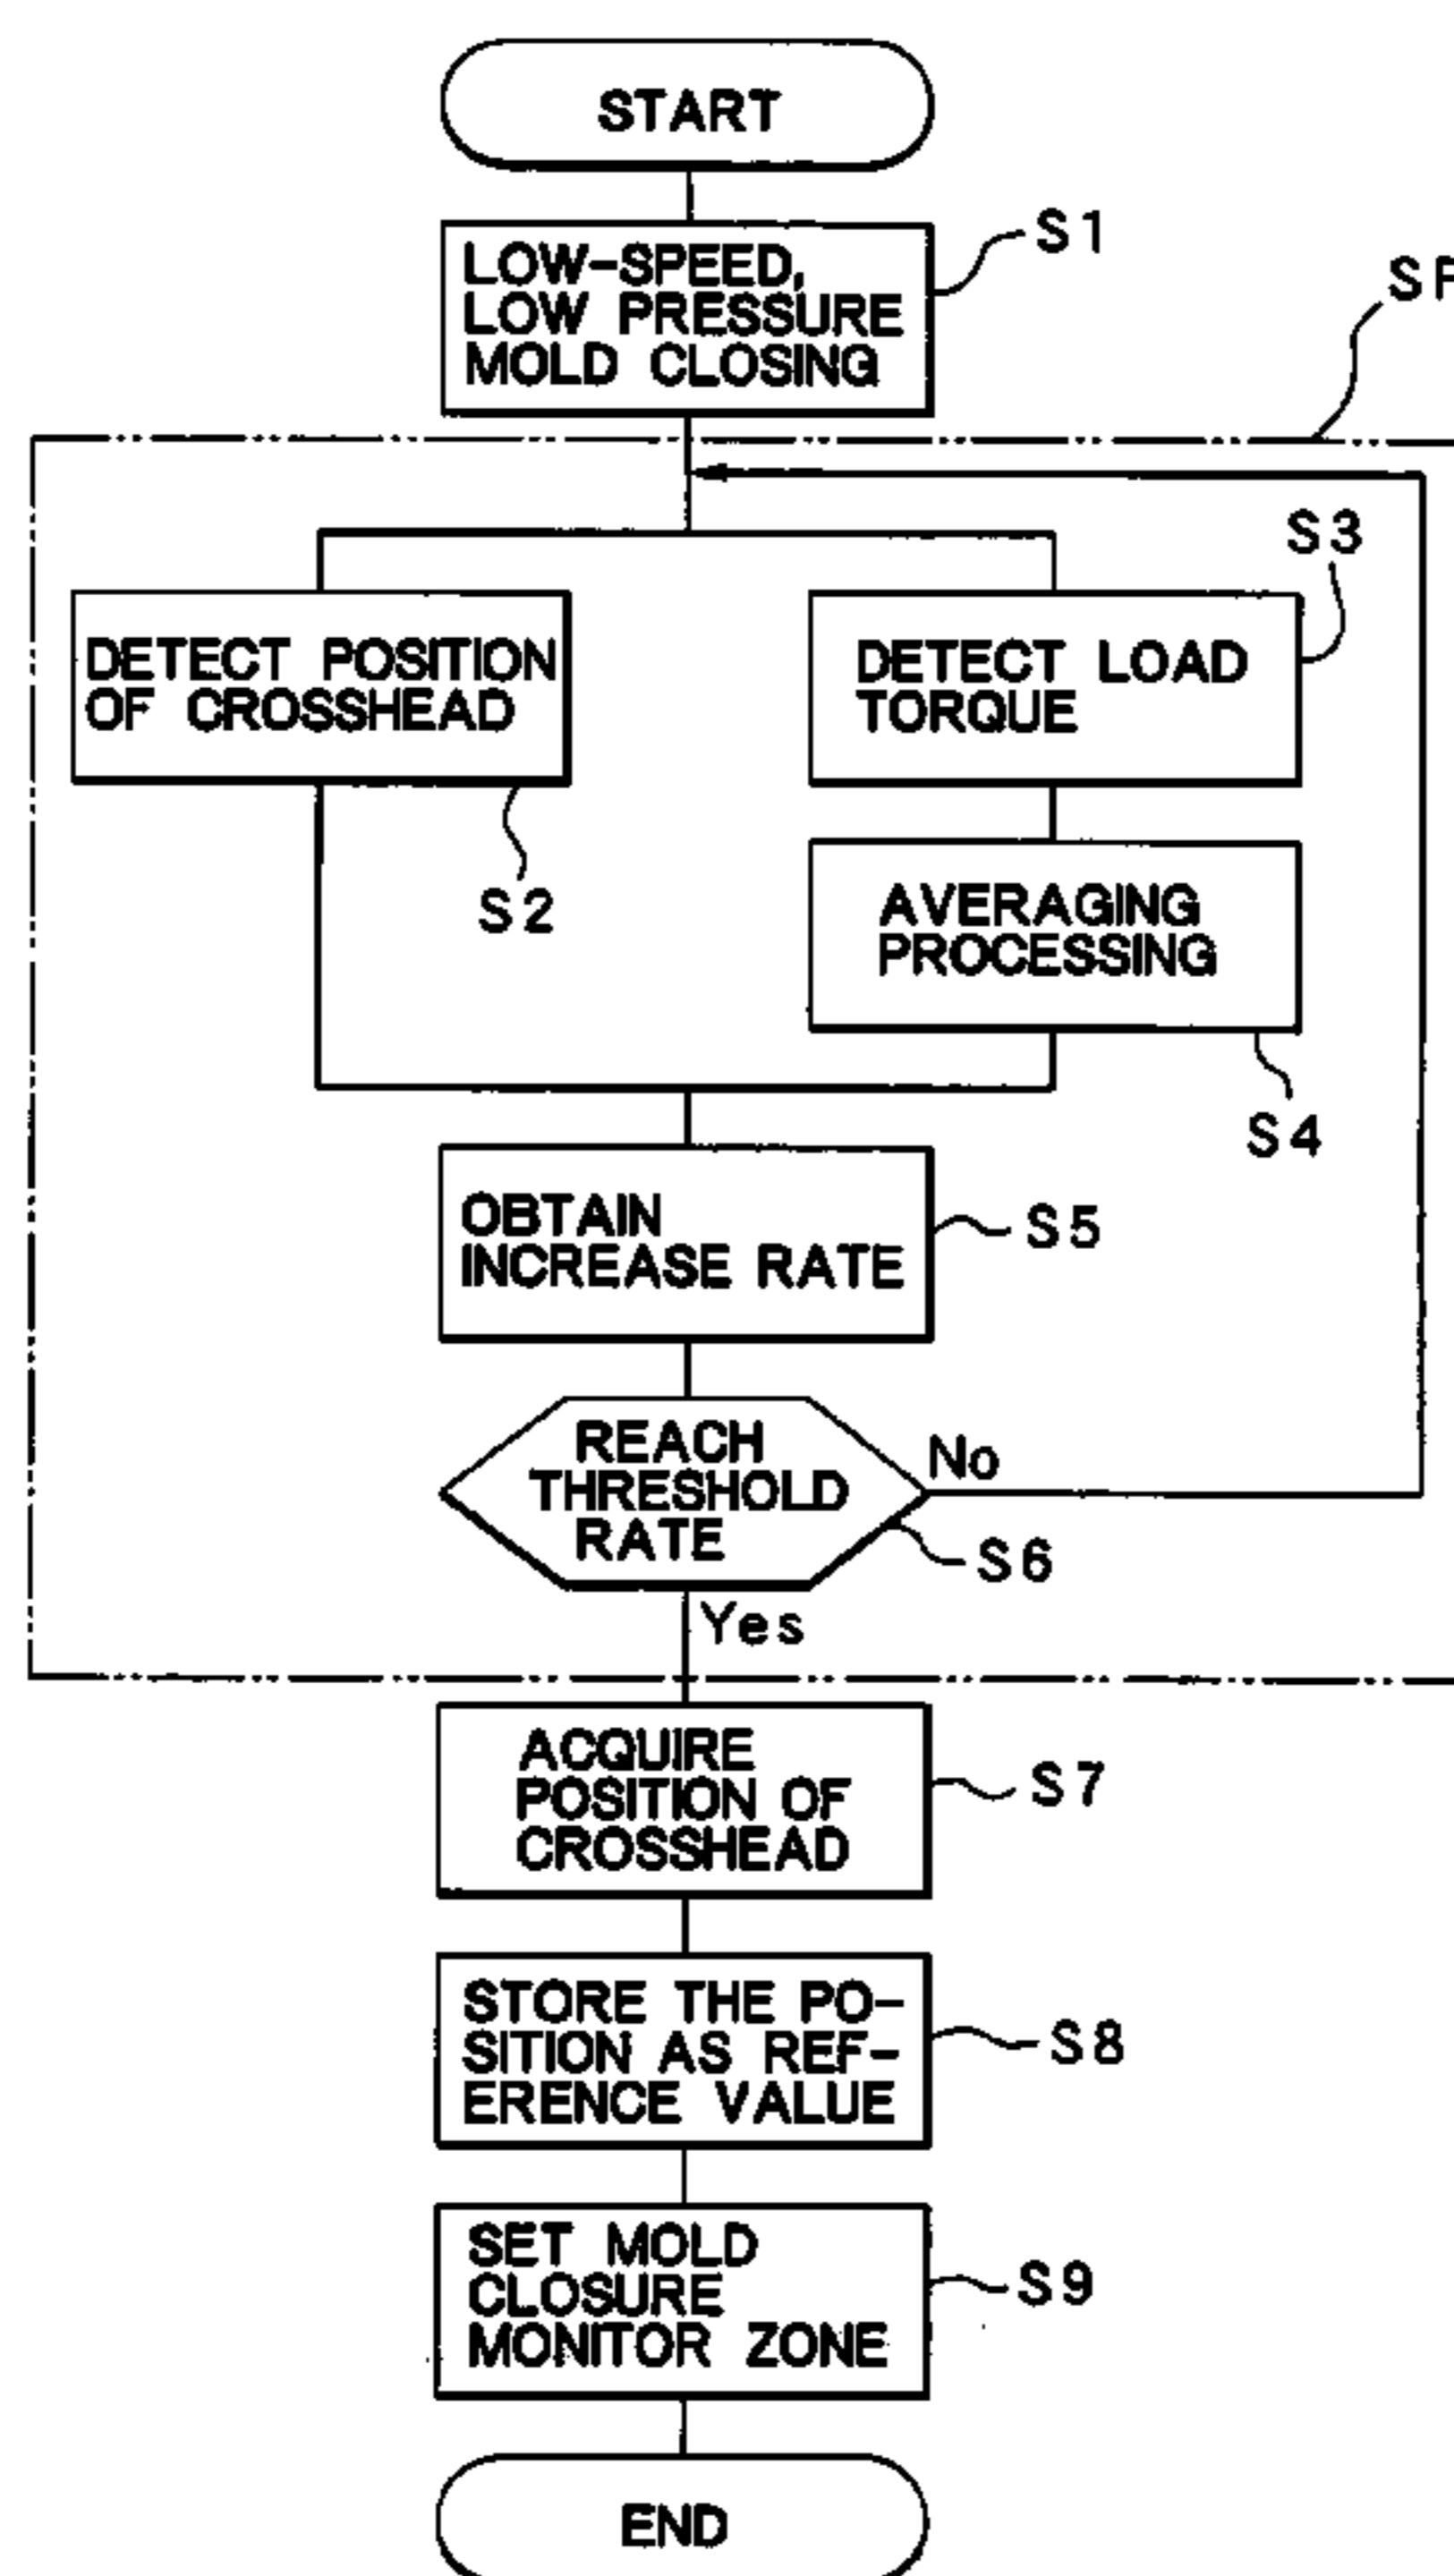 START
LOW-SPEED,
LOW PRESSURE
MOLD CLOSING
S1
S3
DETECT POSITION
OF CROSSHEAD
DETECT LOAD
TORQUE
S2
AVERAGING
PROCESSING
S4
OBTAIN
INCREASE RATE
S5
REACH
THRESHOLD
RATE
No
S6
Yes
ACQUIRE
POSITION OF
CROSSHEAD
S7
STORE THE PO-
SITION AS REF-
ERENCE VALUE
S8
SET MOLD
CLOSURE
MONITOR ZONE
S9
END